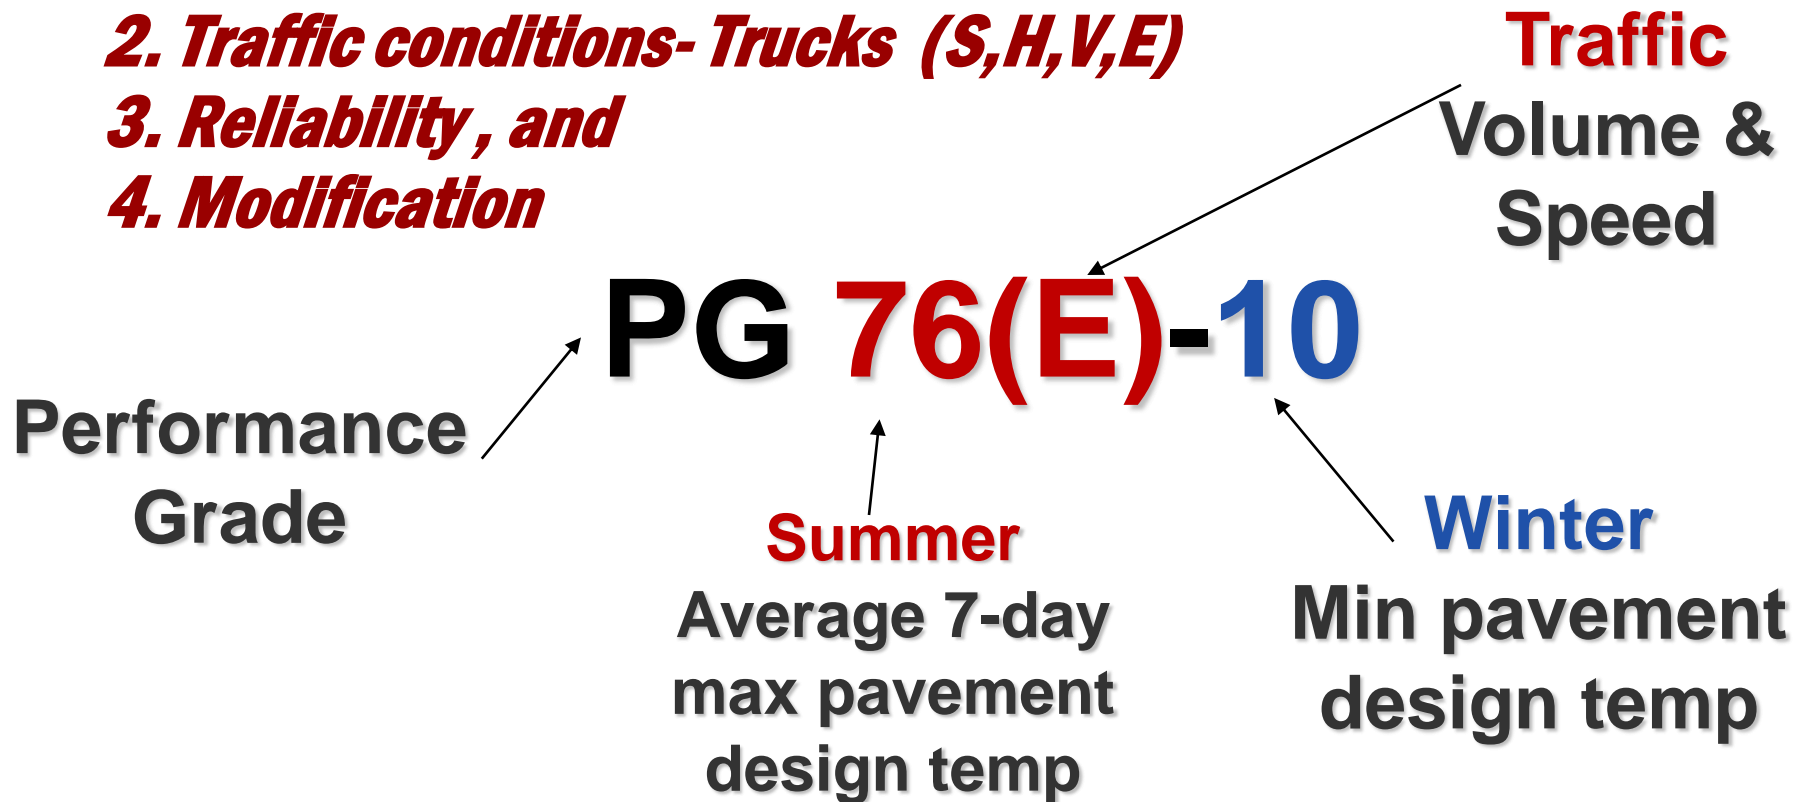 2. Traffic conditions- Trucks (S,H,V,E)
3. Reliability , and
4. Modification
Traffic
Volume &
Speed
PG 76(E)-10
Performance
Grade
Summer
Average 7-day
max pavement
design temp
Winter
Min pavement
design temp